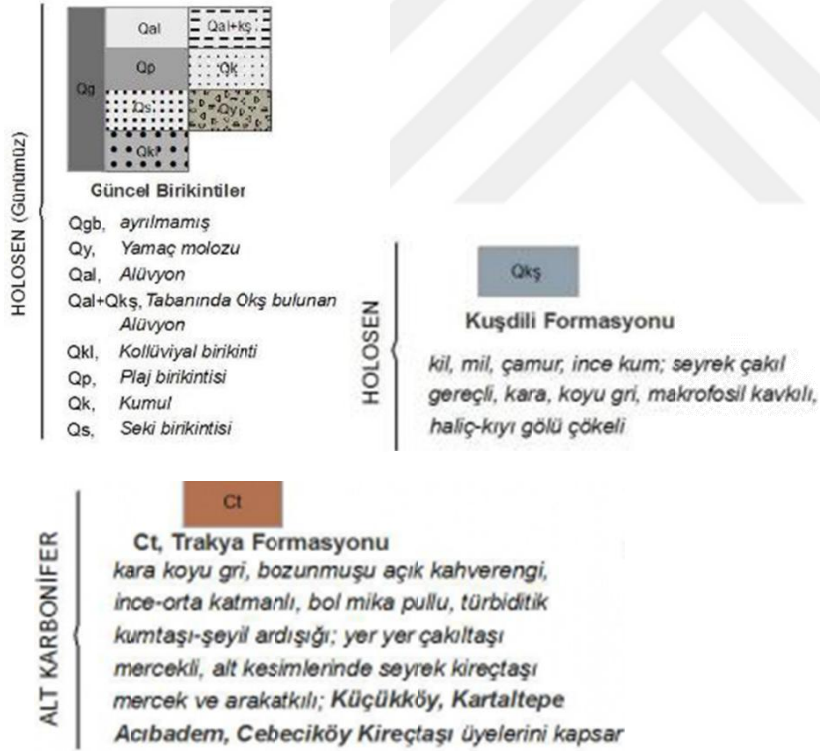 Qg
Qal
Qal+kş
Qp
Qk
Qs
Qy
Qkl
HOLOSEN (Günümüz)
Güncel Birikintiler
Qgb, ayrılmamış
Qy, Yamaç molozu
Qal, Alüvyon
Qal+Qkş, Tabanında Qkş bulunan
Alüvyon
Qkl, Kollüviyal birikinti
Qp, Plaj birikintisi
Qk, Kumul
Qs, Seki birikintisi
HOLOSEN
Qkş
Kuşdili Formasyonu
kil, mil, çamur, ince kum; seyrek çakıl
gereçli, kara, koyu gri, makrofosil kavkılı,
haliç-kıyı gölü çökeli
ALT KARBONİFER
Ct
Ct, Trakya Formasyonu
kara koyu gri, bozunmuşu açık kahverengi,
ince-orta katmanlı, bol mika pullu, türbiditik
kumtaşı-şeyil ardışığı; yer yer çakıltaşı
mercekli, alt kesimlerinde seyrek kireçtaşı
mercek ve arakatkılı; Küçükköy, Kartaltepe
Acıbadem, Cebeciköy Kireçtaşı üyelerini kapsar